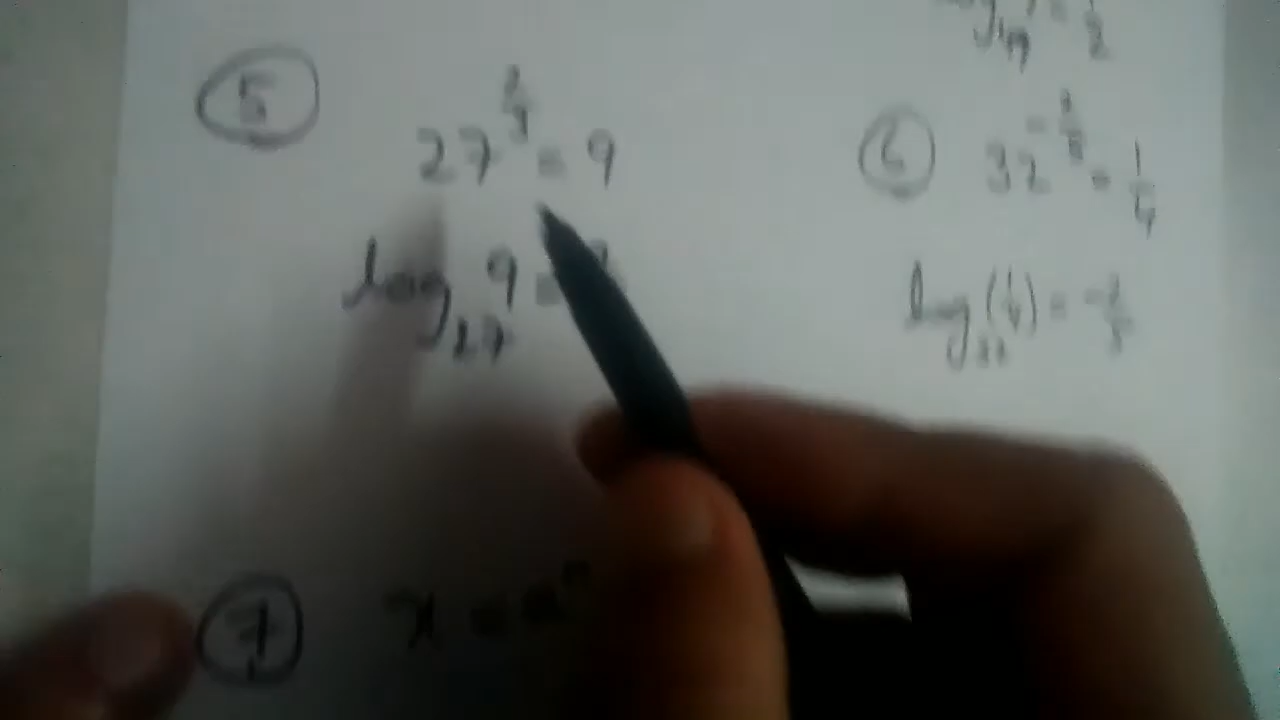 ⑤ 27^(2/3) = 9
log₂₇ 9 =
⑥ 32^(-2/5) = 1/4
log₃₂ (1/4) = -2/5
⑦ x = a